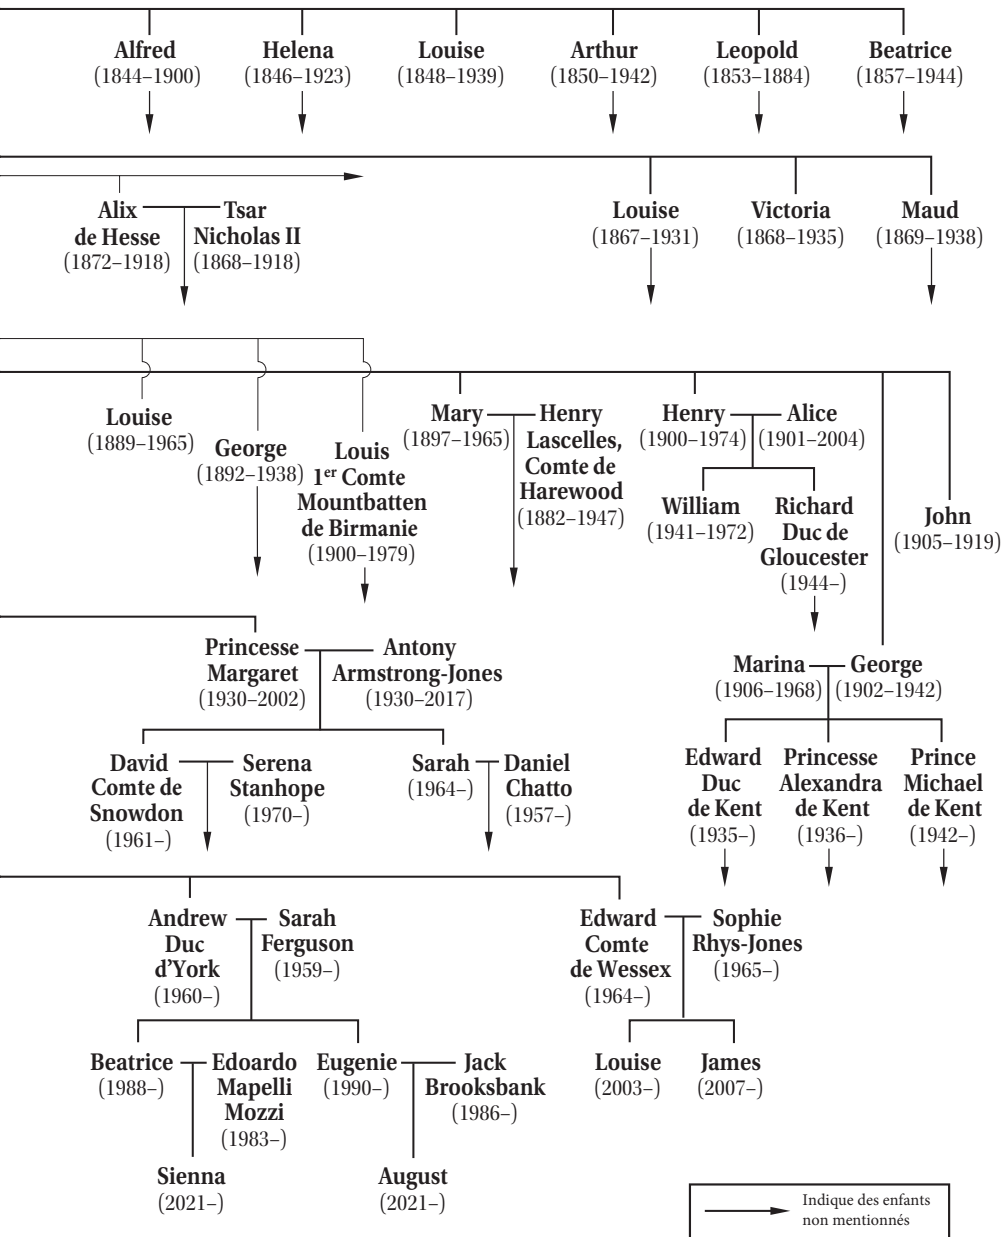 Alfred
(1844–1900)
Helena
(1846–1923)
Louise
(1848–1939)
Arthur
(1850–1942)
Leopold
(1853–1884)
Beatrice
(1857–1944)
Alix
de Hesse
(1872–1918)
Tsar
Nicholas II
(1868–1918)
Louise
(1867–1931)
Victoria
(1868–1935)
Maud
(1869–1938)
Louise
(1889–1965)
George
(1892–1938)
Louis
1er Comte
Mountbatten
de Birmanie
(1900–1979)
Mary
(1897–1965)
Henry
Lascelles,
Comte de
Harewood
(1882–1947)
Henry
(1900–1974)
Alice
(1901–2004)
William
(1941–1972)
Richard
Duc de
Gloucester
(1944–)
John
(1905–1919)
Princesse
Margaret
(1930–2002)
Antony
Armstrong-Jones
(1930–2017)
Marina
(1906–1968)
George
(1902–1942)
David
Comte de
Snowdon
(1961–)
Serena
Stanhope
(1970–)
Sarah
(1964–)
Daniel
Chatto
(1957–)
Edward
Duc
de Kent
(1935–)
Princesse
Alexandra
de Kent
(1936–)
Prince
Michael
de Kent
(1942–)
Andrew
Duc
d’York
(1960–)
Sarah
Ferguson
(1959–)
Edward
Comte
de Wessex
(1964–)
Sophie
Rhys-Jones
(1965–)
Beatrice
(1988–)
Edoardo
Mapelli
Mozzi
(1983–)
Eugenie
(1990–)
Jack
Brooksbank
(1986–)
Louise
(2003–)
James
(2007–)
Sienna
(2021–)
August
(2021–)
Indique des enfants
non mentionnés